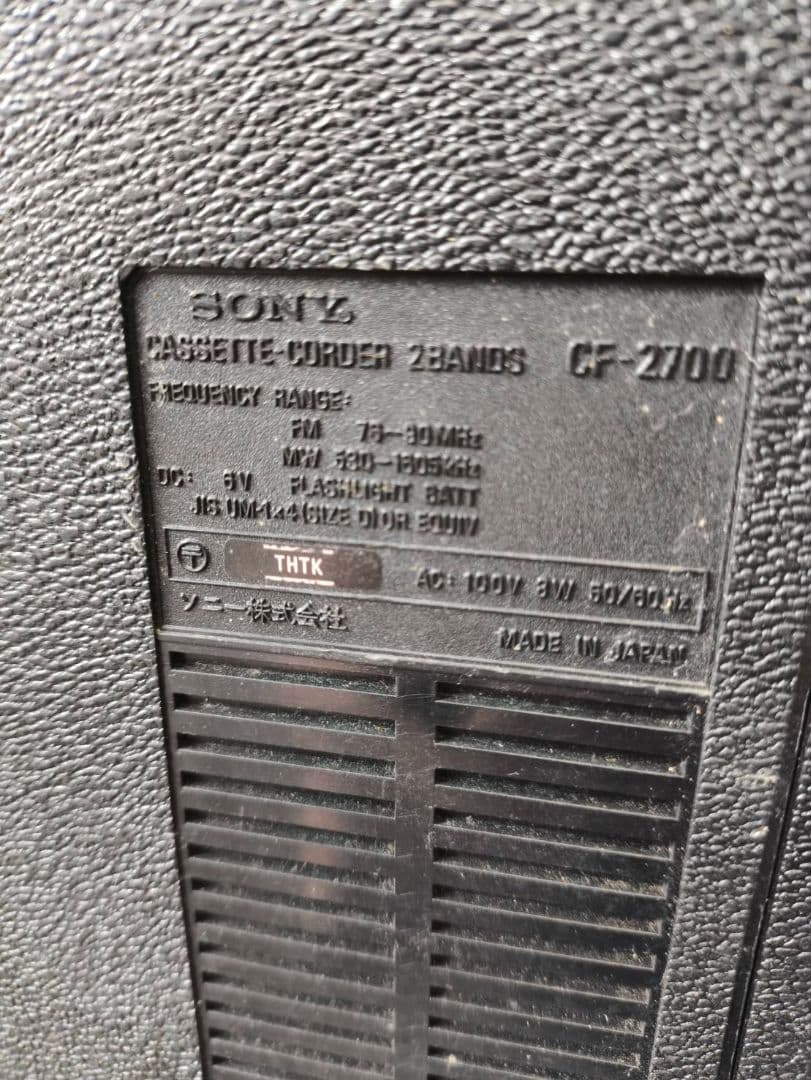 SONY
CASSETTE-CORDER 2BANDS CF-2700
FREQUENCY RANGE:
FM 76-90MHz
MW 530-1605kHz
DC: 6V FLASHLIGHT BATT
JIS UM-1×4(SIZE D)OR EQUIV
〒 THTK AC: 100V 3W 50/60Hz
ソニー株式会社
MADE IN JAPAN